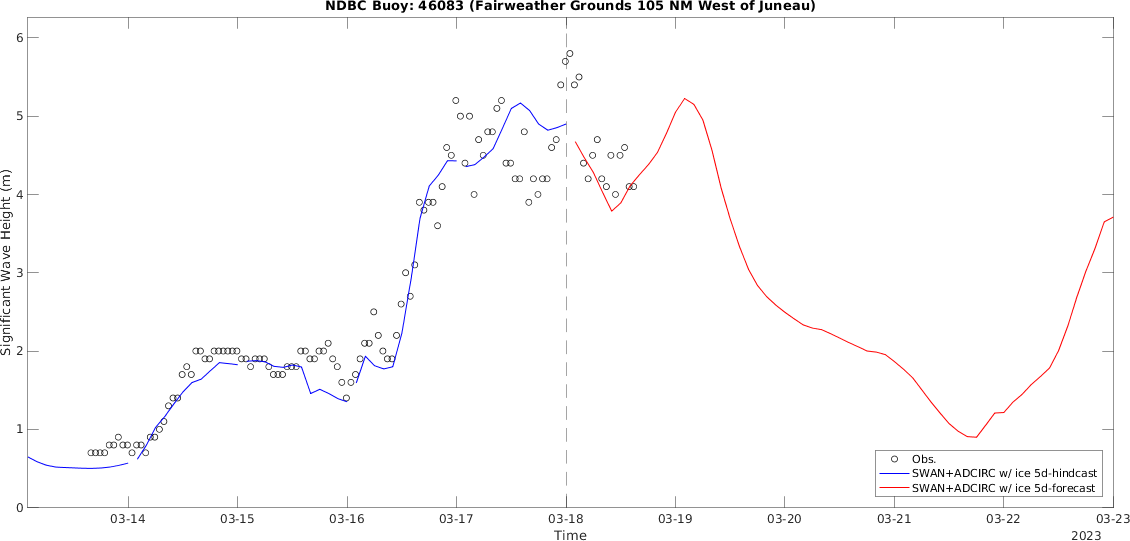 NDBC Buoy: 46083 (Fairweather Grounds 105 NM West of Juneau)
Significant Wave Height (m)
6
5
4
3
2
1
0
03-14 03-15 03-16 03-17 03-18 03-19 03-20 03-21 03-22 03-23
Time
2023
Obs.
SWAN+ADCIRC w/ ice 5d-hindcast
SWAN+ADCIRC w/ ice 5d-forecast